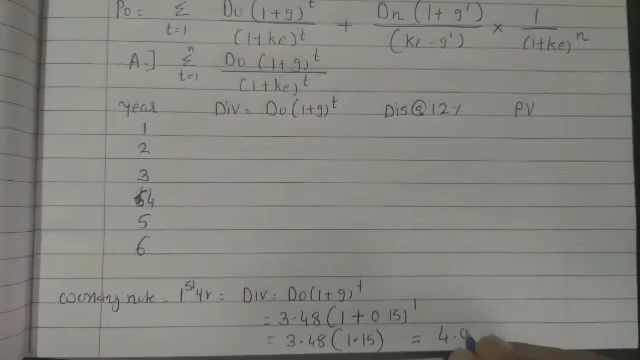 P0 = Σ t=1 D0(1+g)^t / (1+ke)^t + Dn(1+g') / (ke-g') × 1 / (1+ke)^n
A.] Σ^n t=1 D0(1+g)^t / (1+ke)^t
year Div = D0(1+g)^t Dis@12% PV
1
2
3
4
5
6
working note - 1st yr = Div = D0(1+g)^t
= 3.48(1+0.15)^1
= 3.48(1.15) = 4.